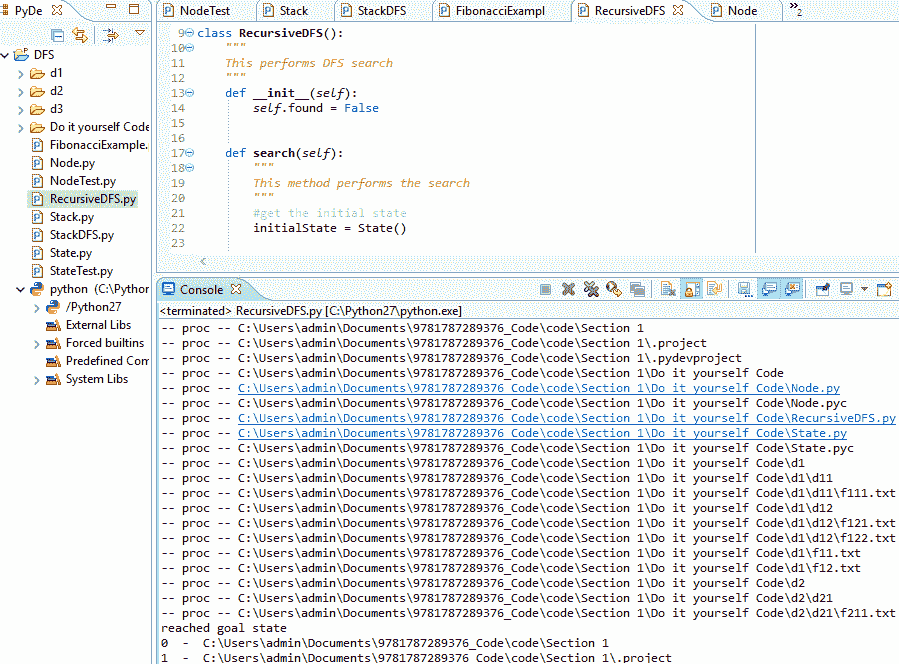 PyDe
DFS
d1
d2
d3
Do it yourself Code
FibonacciExample.
Node.py
NodeTest.py
RecursiveDFS.py
Stack.py
StackDFS.py
State.py
StateTest.py
python (C:\Python
/Python27
External Libs
Forced builtins
Predefined Com
System Libs
NodeTest Stack StackDFS FibonacciExampl RecursiveDFS Node »2
9 class RecursiveDFS():
10 """
11 This performs DFS search
12 """
13 def __init__(self):
14 self.found = False
15
16
17 def search(self):
18 """
19 This method performs the search
20 """
21 #get the initial state
22 initialState = State()
23
Console
<terminated> RecursiveDFS.py [C:\Python27\python.exe]
-- proc -- C:\Users\admin\Documents\9781787289376_Code\code\Section 1
-- proc -- C:\Users\admin\Documents\9781787289376_Code\code\Section 1\.project
-- proc -- C:\Users\admin\Documents\9781787289376_Code\code\Section 1\.pydevproject
-- proc -- C:\Users\admin\Documents\9781787289376_Code\code\Section 1\Do it yourself Code
-- proc -- C:\Users\admin\Documents\9781787289376_Code\code\Section 1\Do it yourself Code\Node.py
-- proc -- C:\Users\admin\Documents\9781787289376_Code\code\Section 1\Do it yourself Code\Node.pyc
-- proc -- C:\Users\admin\Documents\9781787289376_Code\code\Section 1\Do it yourself Code\RecursiveDFS.py
-- proc -- C:\Users\admin\Documents\9781787289376_Code\code\Section 1\Do it yourself Code\State.py
-- proc -- C:\Users\admin\Documents\9781787289376_Code\code\Section 1\Do it yourself Code\State.pyc
-- proc -- C:\Users\admin\Documents\9781787289376_Code\code\Section 1\Do it yourself Code\d1
-- proc -- C:\Users\admin\Documents\9781787289376_Code\code\Section 1\Do it yourself Code\d1\d11
-- proc -- C:\Users\admin\Documents\9781787289376_Code\code\Section 1\Do it yourself Code\d1\d11\f111.txt
-- proc -- C:\Users\admin\Documents\9781787289376_Code\code\Section 1\Do it yourself Code\d1\d12
-- proc -- C:\Users\admin\Documents\9781787289376_Code\code\Section 1\Do it yourself Code\d1\d12\f121.txt
-- proc -- C:\Users\admin\Documents\9781787289376_Code\code\Section 1\Do it yourself Code\d1\d12\f122.txt
-- proc -- C:\Users\admin\Documents\9781787289376_Code\code\Section 1\Do it yourself Code\d1\f11.txt
-- proc -- C:\Users\admin\Documents\9781787289376_Code\code\Section 1\Do it yourself Code\d1\f12.txt
-- proc -- C:\Users\admin\Documents\9781787289376_Code\code\Section 1\Do it yourself Code\d2
-- proc -- C:\Users\admin\Documents\9781787289376_Code\code\Section 1\Do it yourself Code\d2\d21
-- proc -- C:\Users\admin\Documents\9781787289376_Code\code\Section 1\Do it yourself Code\d2\d21\f211.txt
reached goal state
0 - C:\Users\admin\Documents\9781787289376_Code\code\Section 1
1 - C:\Users\admin\Documents\9781787289376_Code\code\Section 1\.project